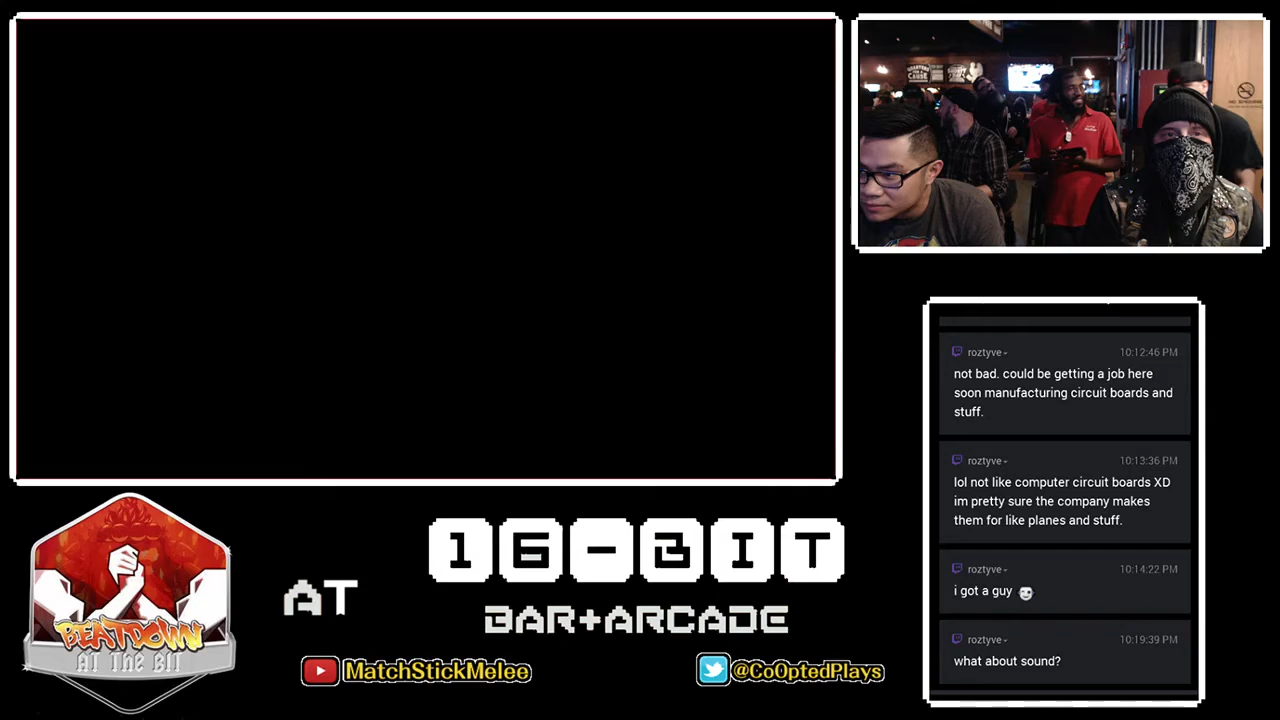 NO SMOKING
roztyve
10:12:46 PM
not bad. could be getting a job here
soon manufacturing circuit boards and
stuff.
roztyve
10:13:36 PM
lol not like computer circuit boards XD
im pretty sure the company makes
them for like planes and stuff.
roztyve
10:14:22 PM
i got a guy
roztyve
10:19:39 PM
what about sound?
BEATDOWN
AT THE BIT
AT
16-BIT
BAR+ARCADE
MatchStickMelee
@CoOptedPlays